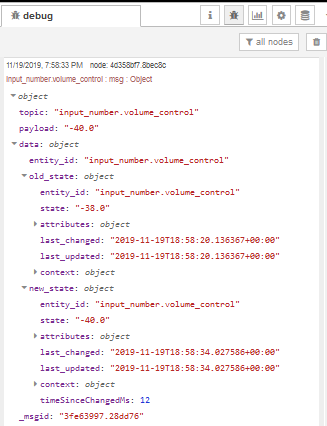 debug
i
all nodes
11/19/2019, 7:58:33 PM node: 4d358bf7.8bec8c
input_number.volume_control : msg : Object
object
topic: "input_number.volume_control"
payload: "-40.0"
data: object
entity_id: "input_number.volume_control"
old_state: object
entity_id: "input_number.volume_control"
state: "-38.0"
attributes: object
last_changed: "2019-11-19T18:58:20.136367+00:00"
last_updated: "2019-11-19T18:58:20.136367+00:00"
context: object
new_state: object
entity_id: "input_number.volume_control"
state: "-40.0"
attributes: object
last_changed: "2019-11-19T18:58:34.027586+00:00"
last_updated: "2019-11-19T18:58:34.027586+00:00"
context: object
timeSinceChangedMs: 12
_msgid: "3fe63997.28dd76"